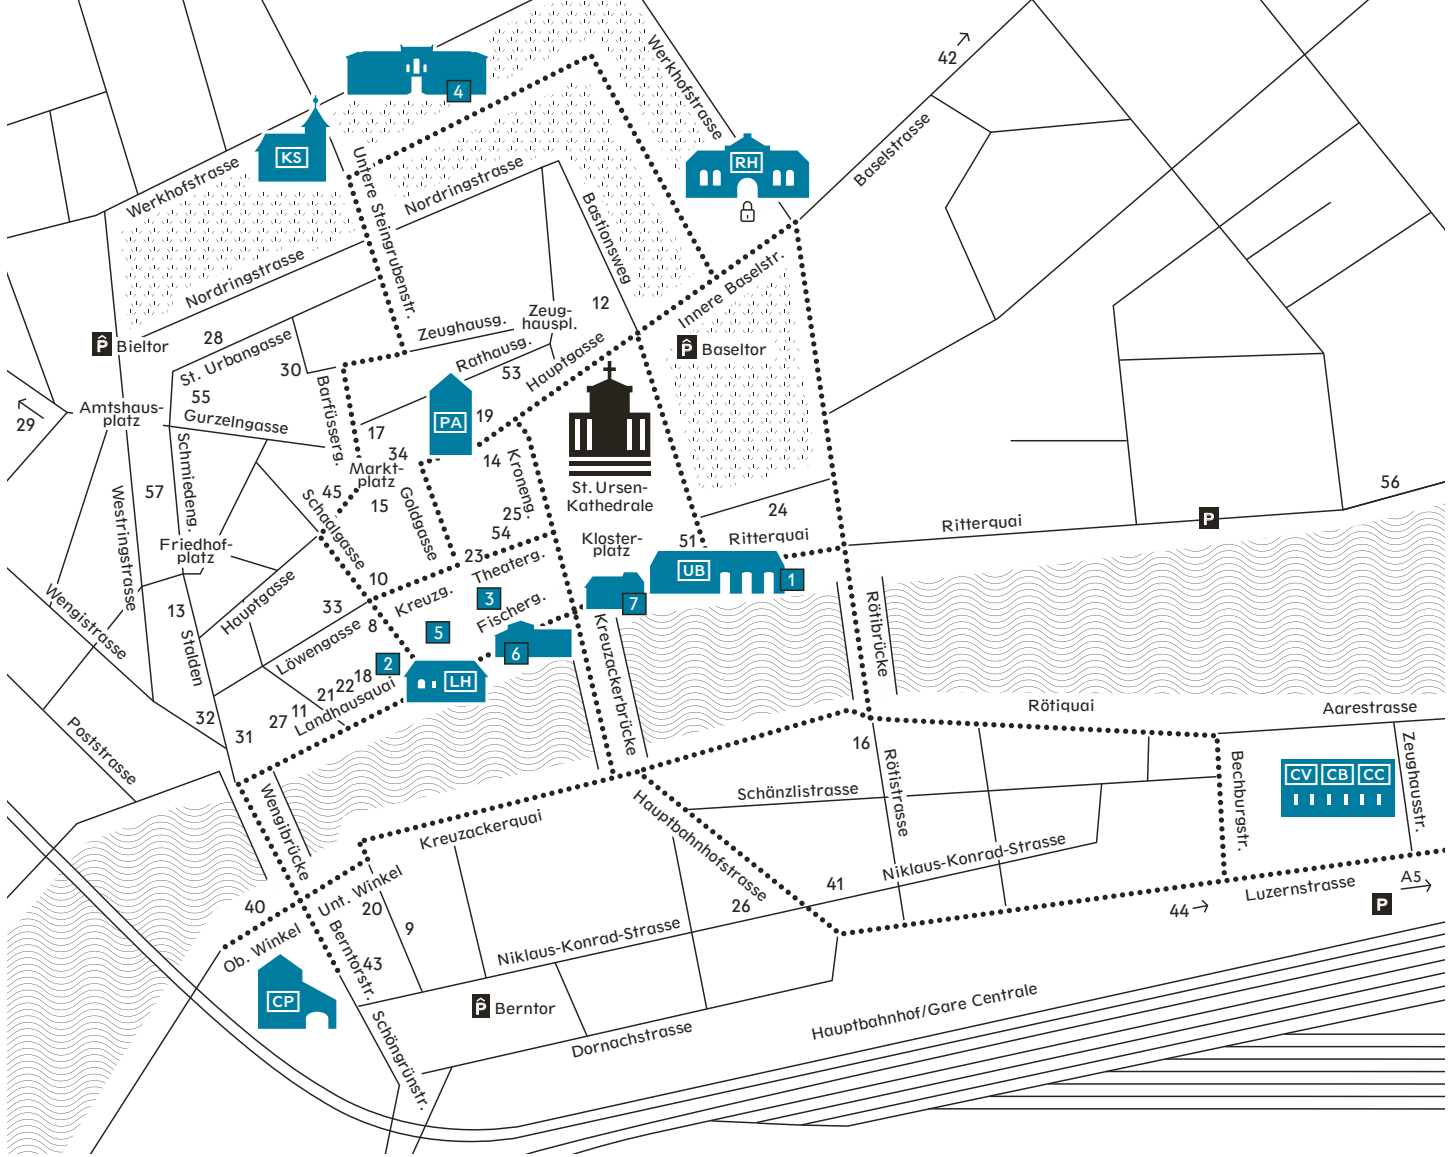 42
Werkhofstrasse
4
KS
Werkhofstrasse
Untere Steingrubenstr.
Nordringstrasse
RH
Baselstrasse
Bastionsweg
Nordringstrasse
Innere Baselstr.
12
Zeug-
hauspl.
Zeughausg.
28
P
Bieltor
St. Urbangasse
30
Rathausg.
53
Hauptgasse
P
Baseltor
55
Amtshaus-
platz
29
Gurzelngasse
Barfüsserg.
PA
19
17
34
Markt-
platz
14
Kroneng.
Schmiedeng.
57
Westringstrasse
45
15
Schaalgasse
Goldgasse
25
54
St. Ursen-
Kathedrale
24
56
Ritterquai
P
Friedhof-
platz
Kloster-
platz
51
Ritterquai
23
Theaterg.
10
UB
1
Wengistrasse
13
Hauptgasse
33
Kreuzg.
3
Fischerg.
7
8
5
Stalden
Löwengasse
2
6
LH
Kreuzackerbrücke
Rötibrücke
18
22
21
11
27
Landhausquai
32
31
Poststrasse
Rötiquai
Aarestrasse
16
Rötistrasse
Bechburgstr.
CV
CB
CC
Zeughausstr.
Wengibrücke
Schänzlistrasse
Hauptbahnhofstrasse
Kreuzackerquai
Niklaus-Konrad-Strasse
41
26
Unt. Winkel
40
20
9
Luzernstrasse
A5
P
44
Ob. Winkel
Berntorstr.
43
Niklaus-Konrad-Strasse
CP
P
Berntor
Schöngrünstr.
Dornachstrasse
Hauptbahnhof/Gare Centrale